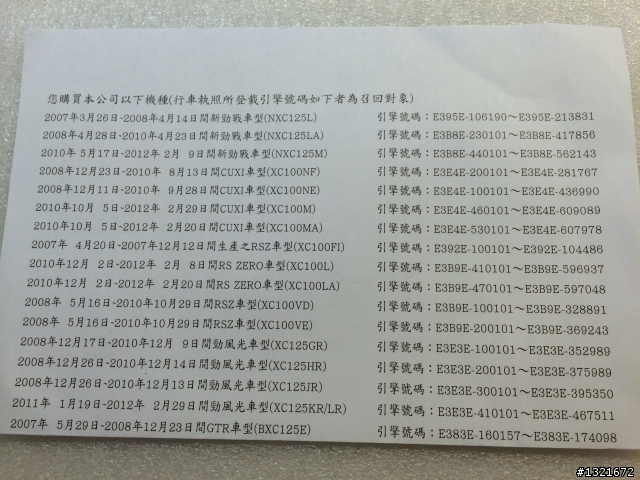 您購買本公司以下機種(行車執照所登載引擎號碼如下者為召回對象)
2007年3月26日~2008年4月14日間新勁戰車型(NXC125L) 引擎號碼：E395E-106190～E395E-213831
2008年4月28日~2010年4月23日間新勁戰車型(NXC125LA) 引擎號碼：E3B8E-230101～E3B8E-417856
2010年 5月17日~2012年 2月 9日間新勁戰車型(NXC125M) 引擎號碼：E3B8E-440101～E3B8E-562143
2008年12月23日~2010年 8月13日間CUXI車型(XC100NF) 引擎號碼：E3E4E-200101～E3E4E-281767
2008年12月11日~2010年 9月28日間CUXI車型(XC100NE) 引擎號碼：E3E4E-100101～E3E4E-436990
2010年10月 5日~2012年 2月29日間CUXI車型(XC100M) 引擎號碼：E3E4E-460101～E3E4E-609089
2010年10月 5日~2012年 2月20日間CUXI車型(XC100MA) 引擎號碼：E3E4E-530101～E3E4E-607978
2007年 4月20日~2007年12月12日間生產之RSZ車型(XC100FI) 引擎號碼：E392E-100101～E392E-104486
2010年12月 2日~2012年 2月 8日間RS ZERO車型(XC100L) 引擎號碼：E3B9E-410101～E3B9E-596937
2010年12月 2日~2012年 2月20日間RS ZERO車型(XC100LA) 引擎號碼：E3B9E-470101～E3B9E-597048
2008年 5月16日~2010年10月29日間RSZ車型(XC100VD) 引擎號碼：E3B9E-100101～E3B9E-328891
2008年 5月16日~2010年10月29日間RSZ車型(XC100VE) 引擎號碼：E3B9E-200101～E3B9E-369243
2008年12月17日~2010年12月 9日間勁風光車型(XC125GR) 引擎號碼：E3E3E-100101～E3E3E-352989
2008年12月26日~2010年12月14日間勁風光車型(XC125HR) 引擎號碼：E3E3E-200101～E3E3E-375989
2008年12月26日~2010年12月13日間勁風光車型(XC125JR) 引擎號碼：E3E3E-300101～E3E3E-395350
2011年 1月19日~2012年 2月29日間勁風光車型(XC125KR/LR) 引擎號碼：E3E3E-410101～E3E3E-467511
2007年 5月29日~2008年12月23日間GTR車型(BXC125E) 引擎號碼：E383E-160157～E383E-174098
#1321672